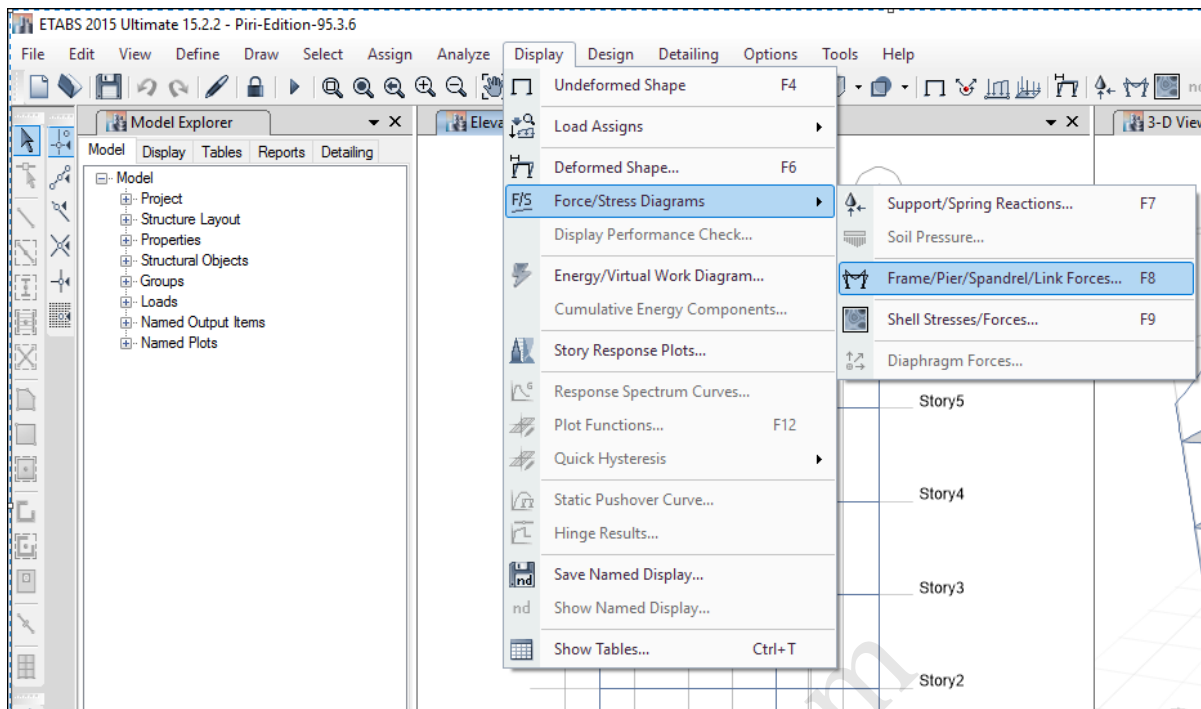 ETABS 2015 Ultimate 15.2.2 - Piri-Edition-95.3.6
File Edit View Define Draw Select Assign Analyze Display Design Detailing Options Tools Help
Model Explorer
Model Display Tables Reports Detailing
Model
Project
Structure Layout
Properties
Structural Objects
Groups
Loads
Named Output Items
Named Plots
Eleva
3-D View
Undeformed Shape F4
Load Assigns
Deformed Shape... F6
F/S Force/Stress Diagrams
Display Performance Check...
Energy/Virtual Work Diagram...
Cumulative Energy Components...
Story Response Plots...
Response Spectrum Curves...
Plot Functions... F12
Quick Hysteresis
Static Pushover Curve...
Hinge Results...
nd Save Named Display...
nd Show Named Display...
Show Tables... Ctrl+T
Support/Spring Reactions... F7
Soil Pressure...
Frame/Pier/Spandrel/Link Forces... F8
Shell Stresses/Forces... F9
Diaphragm Forces...
Story5
Story4
Story3
Story2